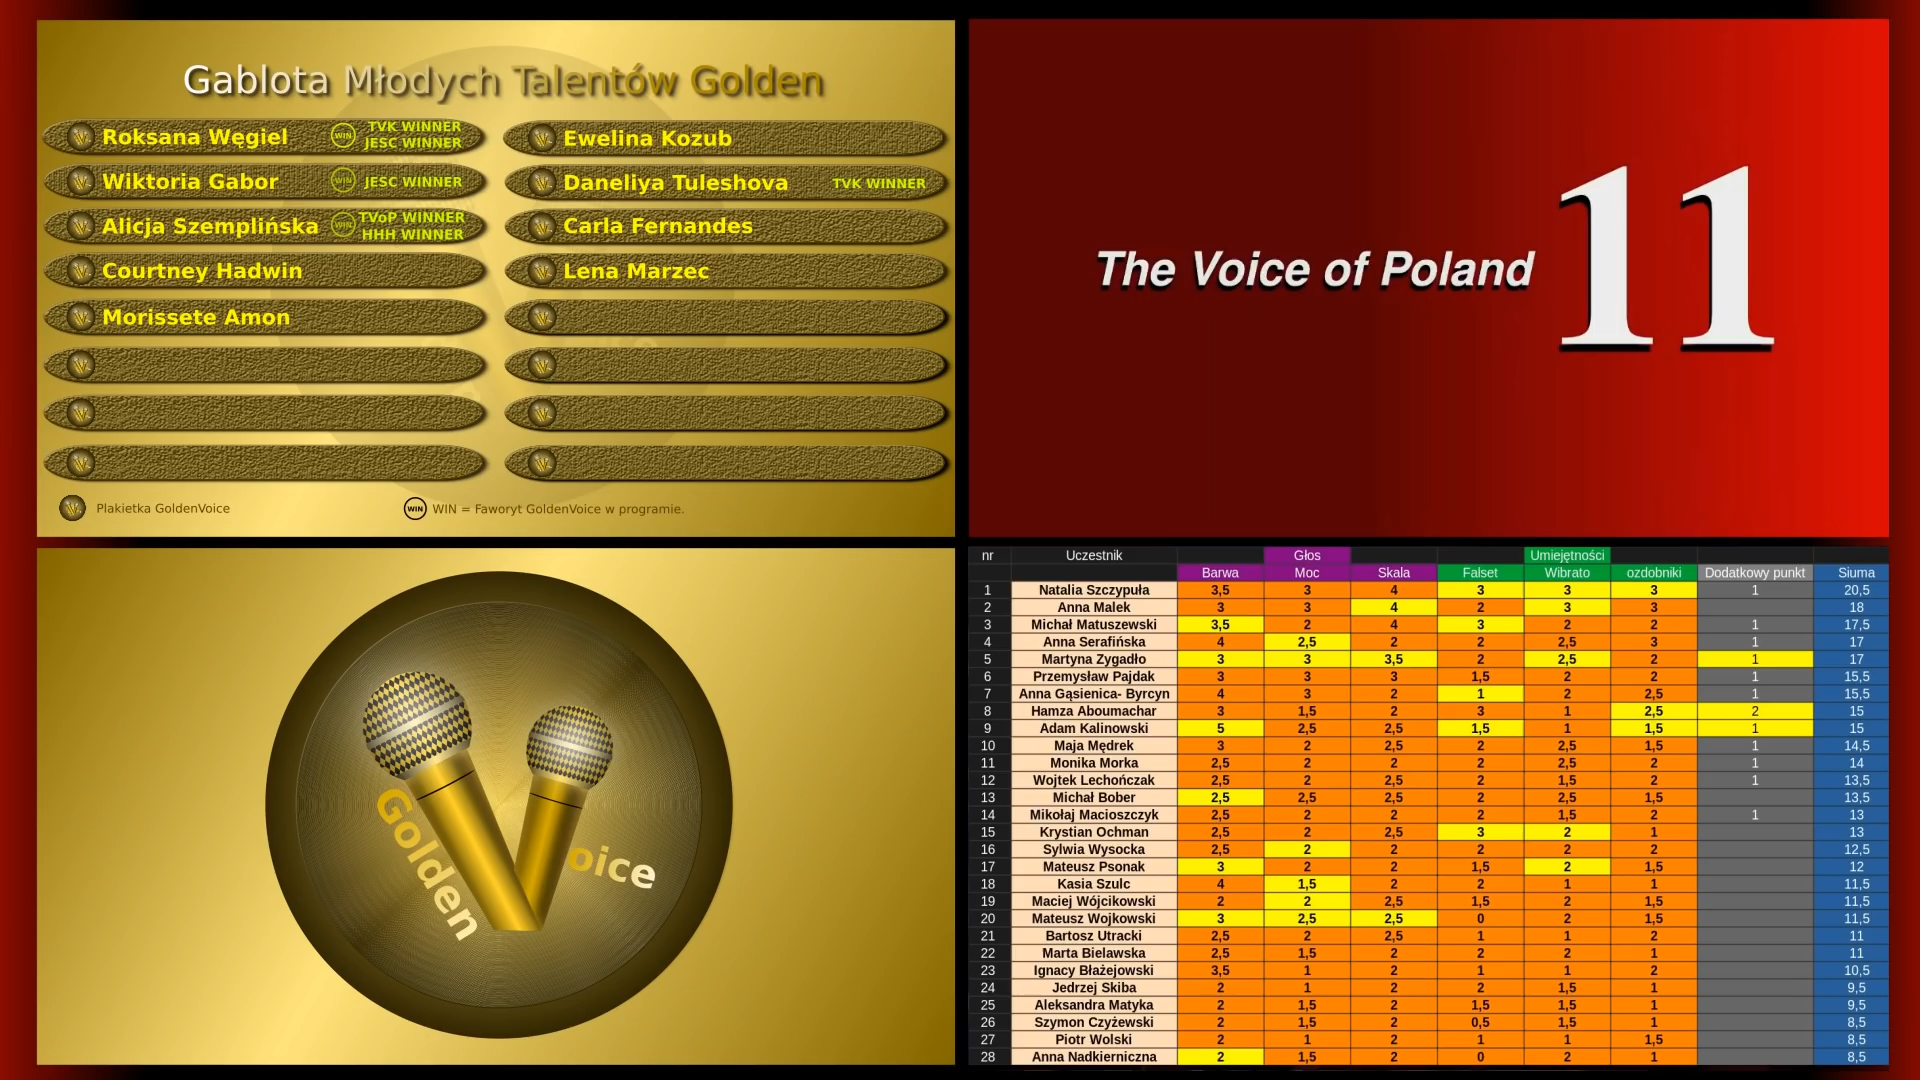 Gablota Młodych Talentów Golden
Roksana Węgiel WIN TVK WINNER
JESC WINNER
Wiktoria Gabor WIN JESC WINNER
Alicja Szemplińska WIN TVoP WINNER
HHH WINNER
Courtney Hadwin
Morissete Amon
Ewelina Kozub
Daneliya Tuleshova TVK WINNER
Carla Fernandes
Lena Marzec
Plakietka GoldenVoice
WIN WIN = Faworyt GoldenVoice w programie.
The Voice of Poland 11
Golden
Voice
nr Uczestnik Głos Umiejętności
Barwa Moc Skala Falset Wibrato ozdobniki Dodatkowy punkt Siuma
1 Natalia Szczypuła 3,5 3 4 3 3 3 1 20,5
2 Anna Malek 3 3 4 2 3 3 18
3 Michał Matuszewski 3,5 2 4 3 2 2 1 17,5
4 Anna Serafińska 4 2,5 2 2 2,5 3 1 17
5 Martyna Zygadło 3 3 3,5 2 2,5 2 1 17
6 Przemysław Pajdak 3 3 3 1,5 2 2 1 15,5
7 Anna Gąsienica- Byrcyn 4 3 2 1 2 2,5 1 15,5
8 Hamza Aboumachar 3 1,5 2 3 1 2,5 2 15
9 Adam Kalinowski 5 2,5 2,5 1,5 1 1,5 1 15
10 Maja Mędrek 3 2 2,5 2 2,5 1,5 1 14,5
11 Monika Morka 2,5 2 2 2 2,5 2 1 14
12 Wojtek Lechończak 2,5 2 2,5 2 1,5 2 1 13,5
13 Michał Bober 2,5 2,5 2,5 2 2,5 1,5 13,5
14 Mikołaj Macioszczyk 2,5 2 2 2 1,5 2 1 13
15 Krystian Ochman 2,5 2 2,5 3 2 1 13
16 Sylwia Wysocka 2,5 2 2 2 2 2 12,5
17 Mateusz Psonak 3 2 2 1,5 2 1,5 12
18 Kasia Szulc 4 1,5 2 2 1 1 11,5
19 Maciej Wójcikowski 2 2 2,5 1,5 2 1,5 11,5
20 Mateusz Wojkowski 3 2,5 2,5 0 2 1,5 11,5
21 Bartosz Utracki 2,5 2 2,5 1 1 2 11
22 Marta Bielawska 2,5 1,5 2 2 2 1 11
23 Ignacy Błażejowski 3,5 1 2 1 1 2 10,5
24 Jedrzej Skiba 2 1 2 2 1,5 1 9,5
25 Aleksandra Matyka 2 1,5 2 1,5 1,5 1 9,5
26 Szymon Czyżewski 2 1,5 2 0,5 1,5 1 8,5
27 Piotr Wolski 2 1 2 1 1 1,5 8,5
28 Anna Nadkierniczna 2 1,5 2 0 2 1 8,5